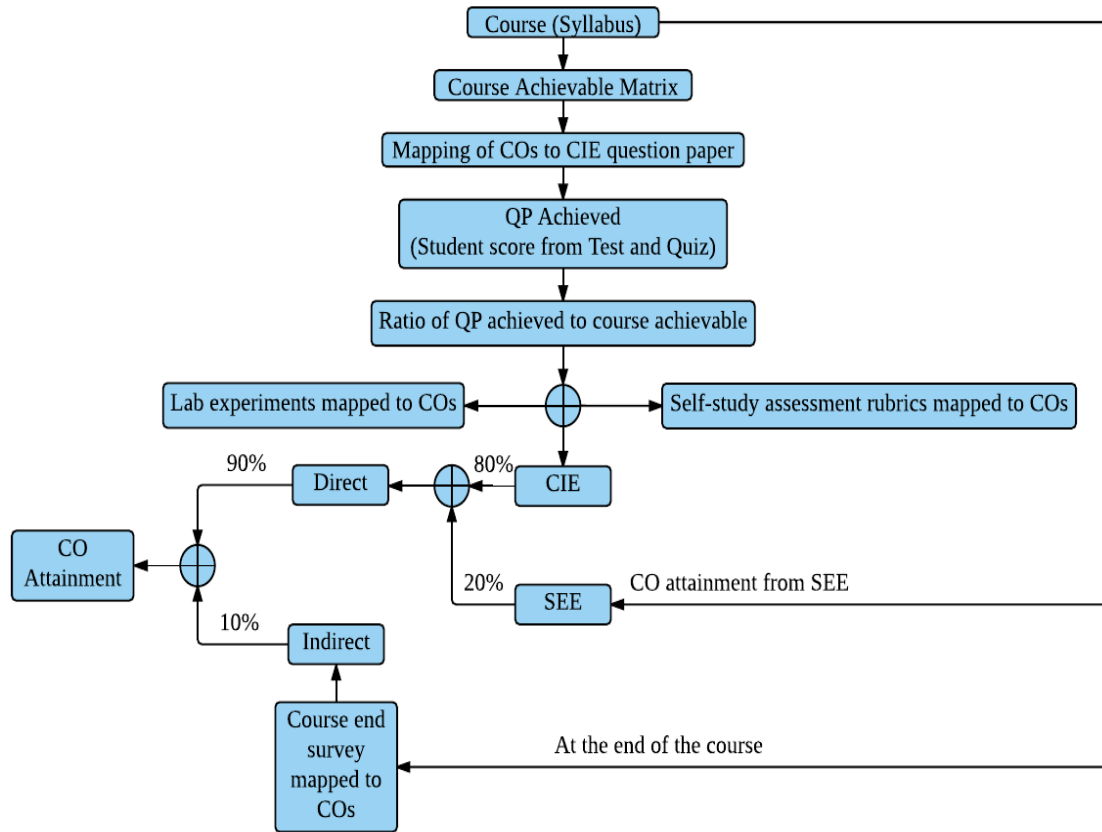 Course (Syllabus)
Course Achievable Matrix
Mapping of COs to CIE question paper
QP Achieved
(Student score from Test and Quiz)
Ratio of QP achieved to course achievable
Lab experiments mapped to COs
Self-study assessment rubrics mapped to COs
90%
Direct
80%
CIE
CO
Attainment
20%
SEE
CO attainment from SEE
10%
Indirect
Course end
survey
mapped to
COs
At the end of the course